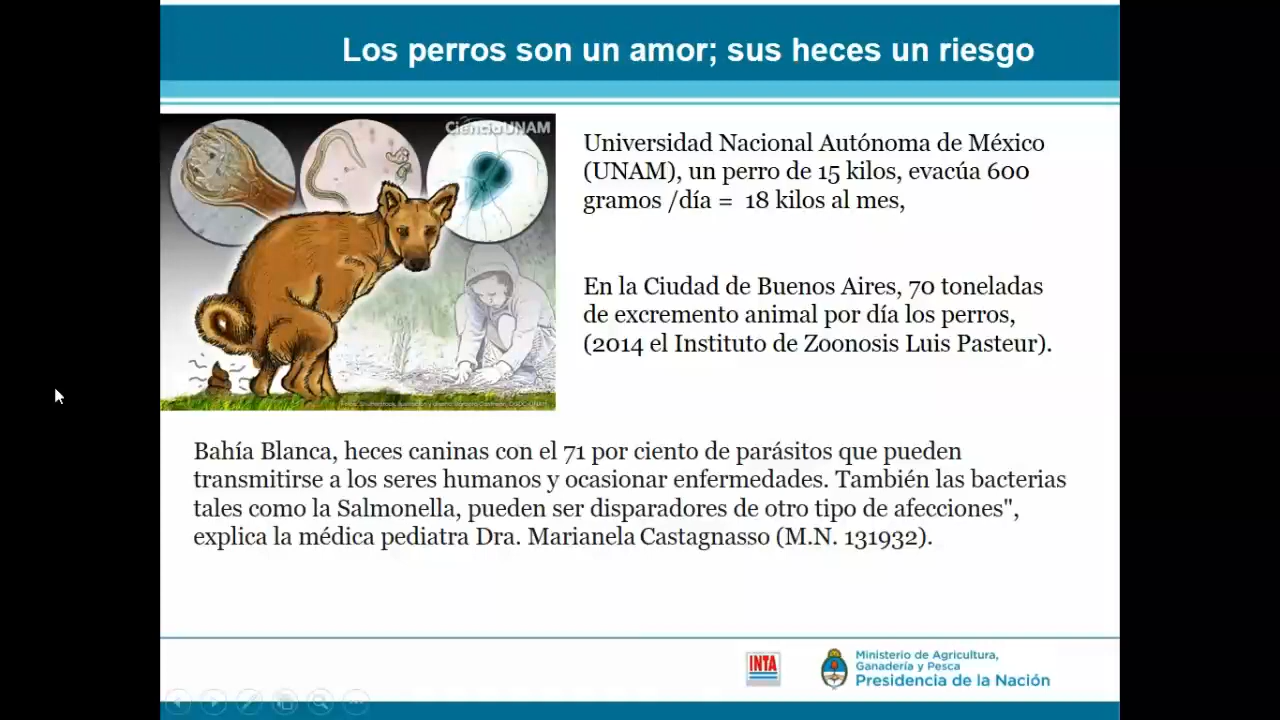 Los perros son un amor; sus heces un riesgo
CienciaUNAM
Universidad Nacional Autónoma de México
(UNAM), un perro de 15 kilos, evacúa 600
gramos /día = 18 kilos al mes,
En la Ciudad de Buenos Aires, 70 toneladas
de excremento animal por día los perros,
(2014 el Instituto de Zoonosis Luis Pasteur).
Bahía Blanca, heces caninas con el 71 por ciento de parásitos que pueden
transmitirse a los seres humanos y ocasionar enfermedades. También las bacterias
tales como la Salmonella, pueden ser disparadores de otro tipo de afecciones",
explica la médica pediatra Dra. Marianela Castagnasso (M.N. 131932).
INTA
Ministerio de Agricultura,
Ganadería y Pesca
Presidencia de la Nación